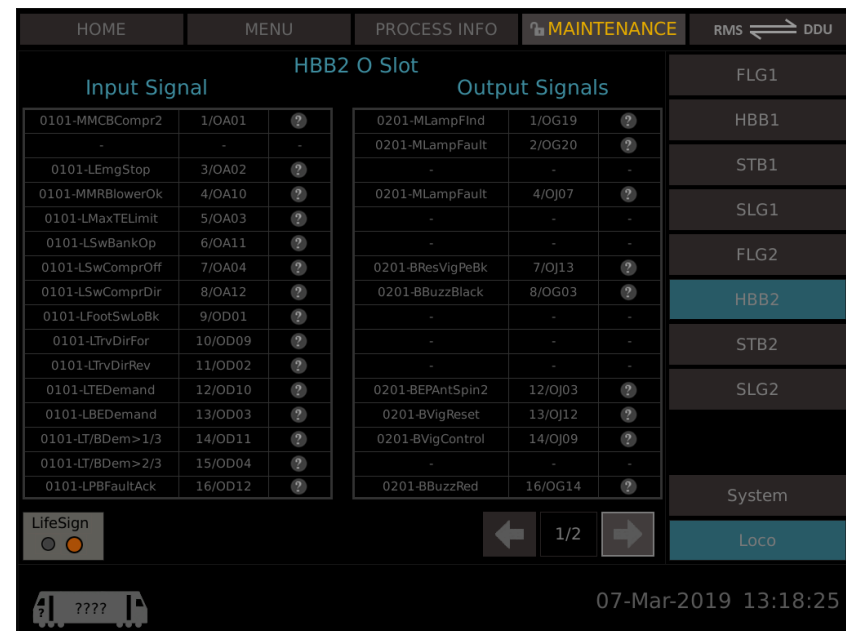 HOME MENU PROCESS INFO MAINTENANCE RMS DDU
HBB2 O Slot
Input Signal Output Signals
0101-MMCBCompr2 1/OA01 ? 0201-MLampFInd 1/OG19 ?
- - - 0201-MLampFault 2/OG20 ?
0101-LEmgStop 3/OA02 ? - - -
0101-MMRBlowerOk 4/OA10 ? 0201-MLampFault 4/OJ07 ?
0101-LMaxTELimit 5/OA03 ? - - -
0101-LSwBankOp 6/OA11 ? - - -
0101-LSwComprOff 7/OA04 ? 0201-BResVigPeBk 7/OJ13 ?
0101-LSwComprDir 8/OA12 ? 0201-BBuzzBlack 8/OG03 ?
0101-LFootSwLoBk 9/OD01 ? - - -
0101-LTrvDirFor 10/OD09 ? - - -
0101-LTrvDirRev 11/OD02 ? - - -
0101-LTEDemand 12/OD10 ? 0201-BEPAntSpin2 12/OJ03 ?
0101-LBEDemand 13/OD03 ? 0201-BVigReset 13/OJ12 ?
0101-LT/BDem>1/3 14/OD11 ? 0201-BVigControl 14/OJ09 ?
0101-LT/BDem>2/3 15/OD04 ? - - -
0101-LPBFaultAck 16/OD12 ? 0201-BBuzzRed 16/OG14 ?
FLG1
HBB1
STB1
SLG1
FLG2
HBB2
STB2
SLG2
System
Loco
LifeSign
1/2
? ????
07-Mar-2019 13:18:25